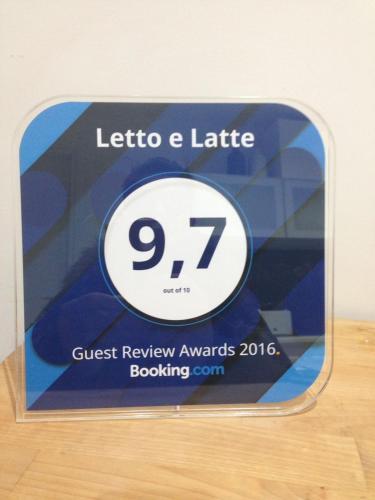 Letto e Latte
9,7
out of 10
Guest Review Awards 2016.
Booking.com